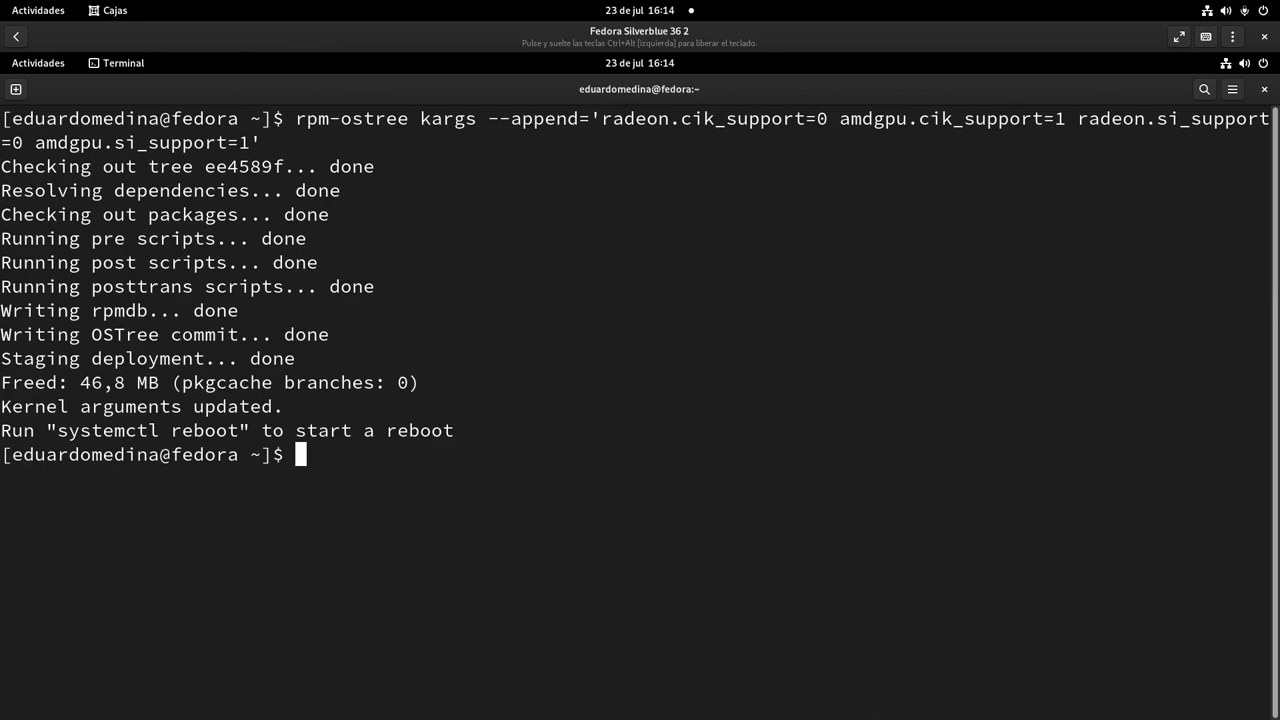 Actividades Cajas 23 de jul 16:14
Fedora Silverblue 36 2
Pulse y suelte las teclas Ctrl+Alt [izquierda] para liberar el teclado.
Actividades Terminal 23 de jul 16:14
eduardomedina@fedora:~
[eduardomedina@fedora ~]$ rpm-ostree kargs --append='radeon.cik_support=0 amdgpu.cik_support=1 radeon.si_support
=0 amdgpu.si_support=1'
Checking out tree ee4589f... done
Resolving dependencies... done
Checking out packages... done
Running pre scripts... done
Running post scripts... done
Running posttrans scripts... done
Writing rpmdb... done
Writing OSTree commit... done
Staging deployment... done
Freed: 46,8 MB (pkgcache branches: 0)
Kernel arguments updated.
Run "systemctl reboot" to start a reboot
[eduardomedina@fedora ~]$